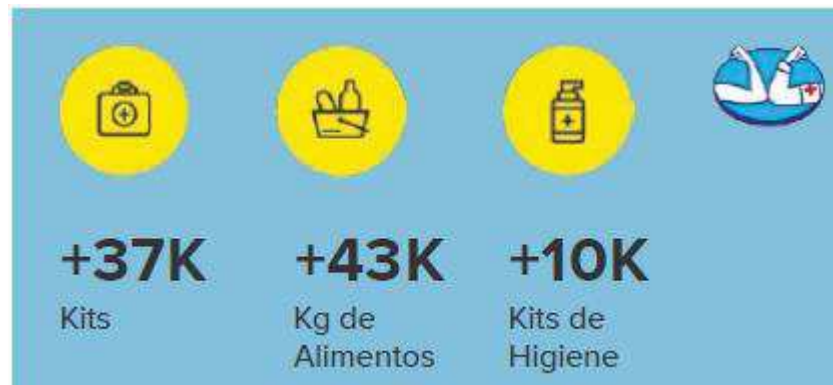 +37K
Kits
+43K
Kg de
Alimentos
+10K
Kits de
Higiene